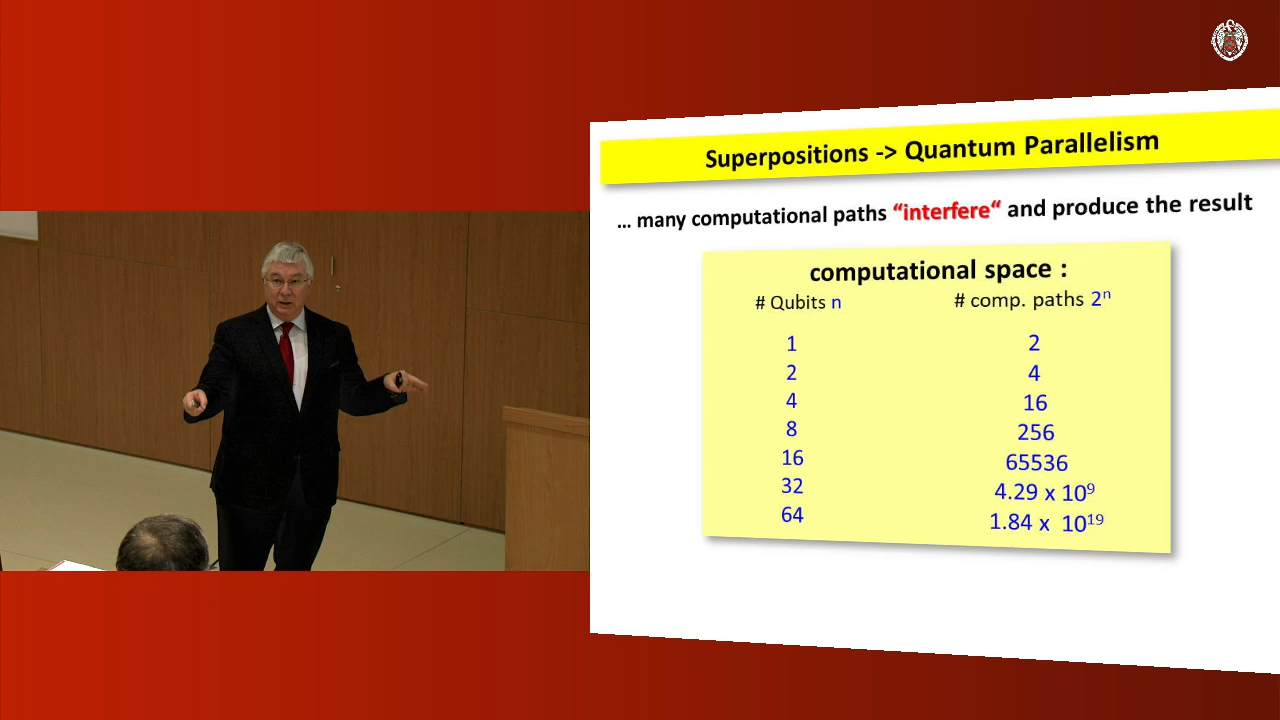 Superpositions -> Quantum Parallelism
... many computational paths “interfere“ and produce the result
computational space :
# Qubits n # comp. paths 2ⁿ
1 2
2 4
4 16
8 256
16 65536
32 4.29 x 10⁹
64 1.84 x 10¹⁹